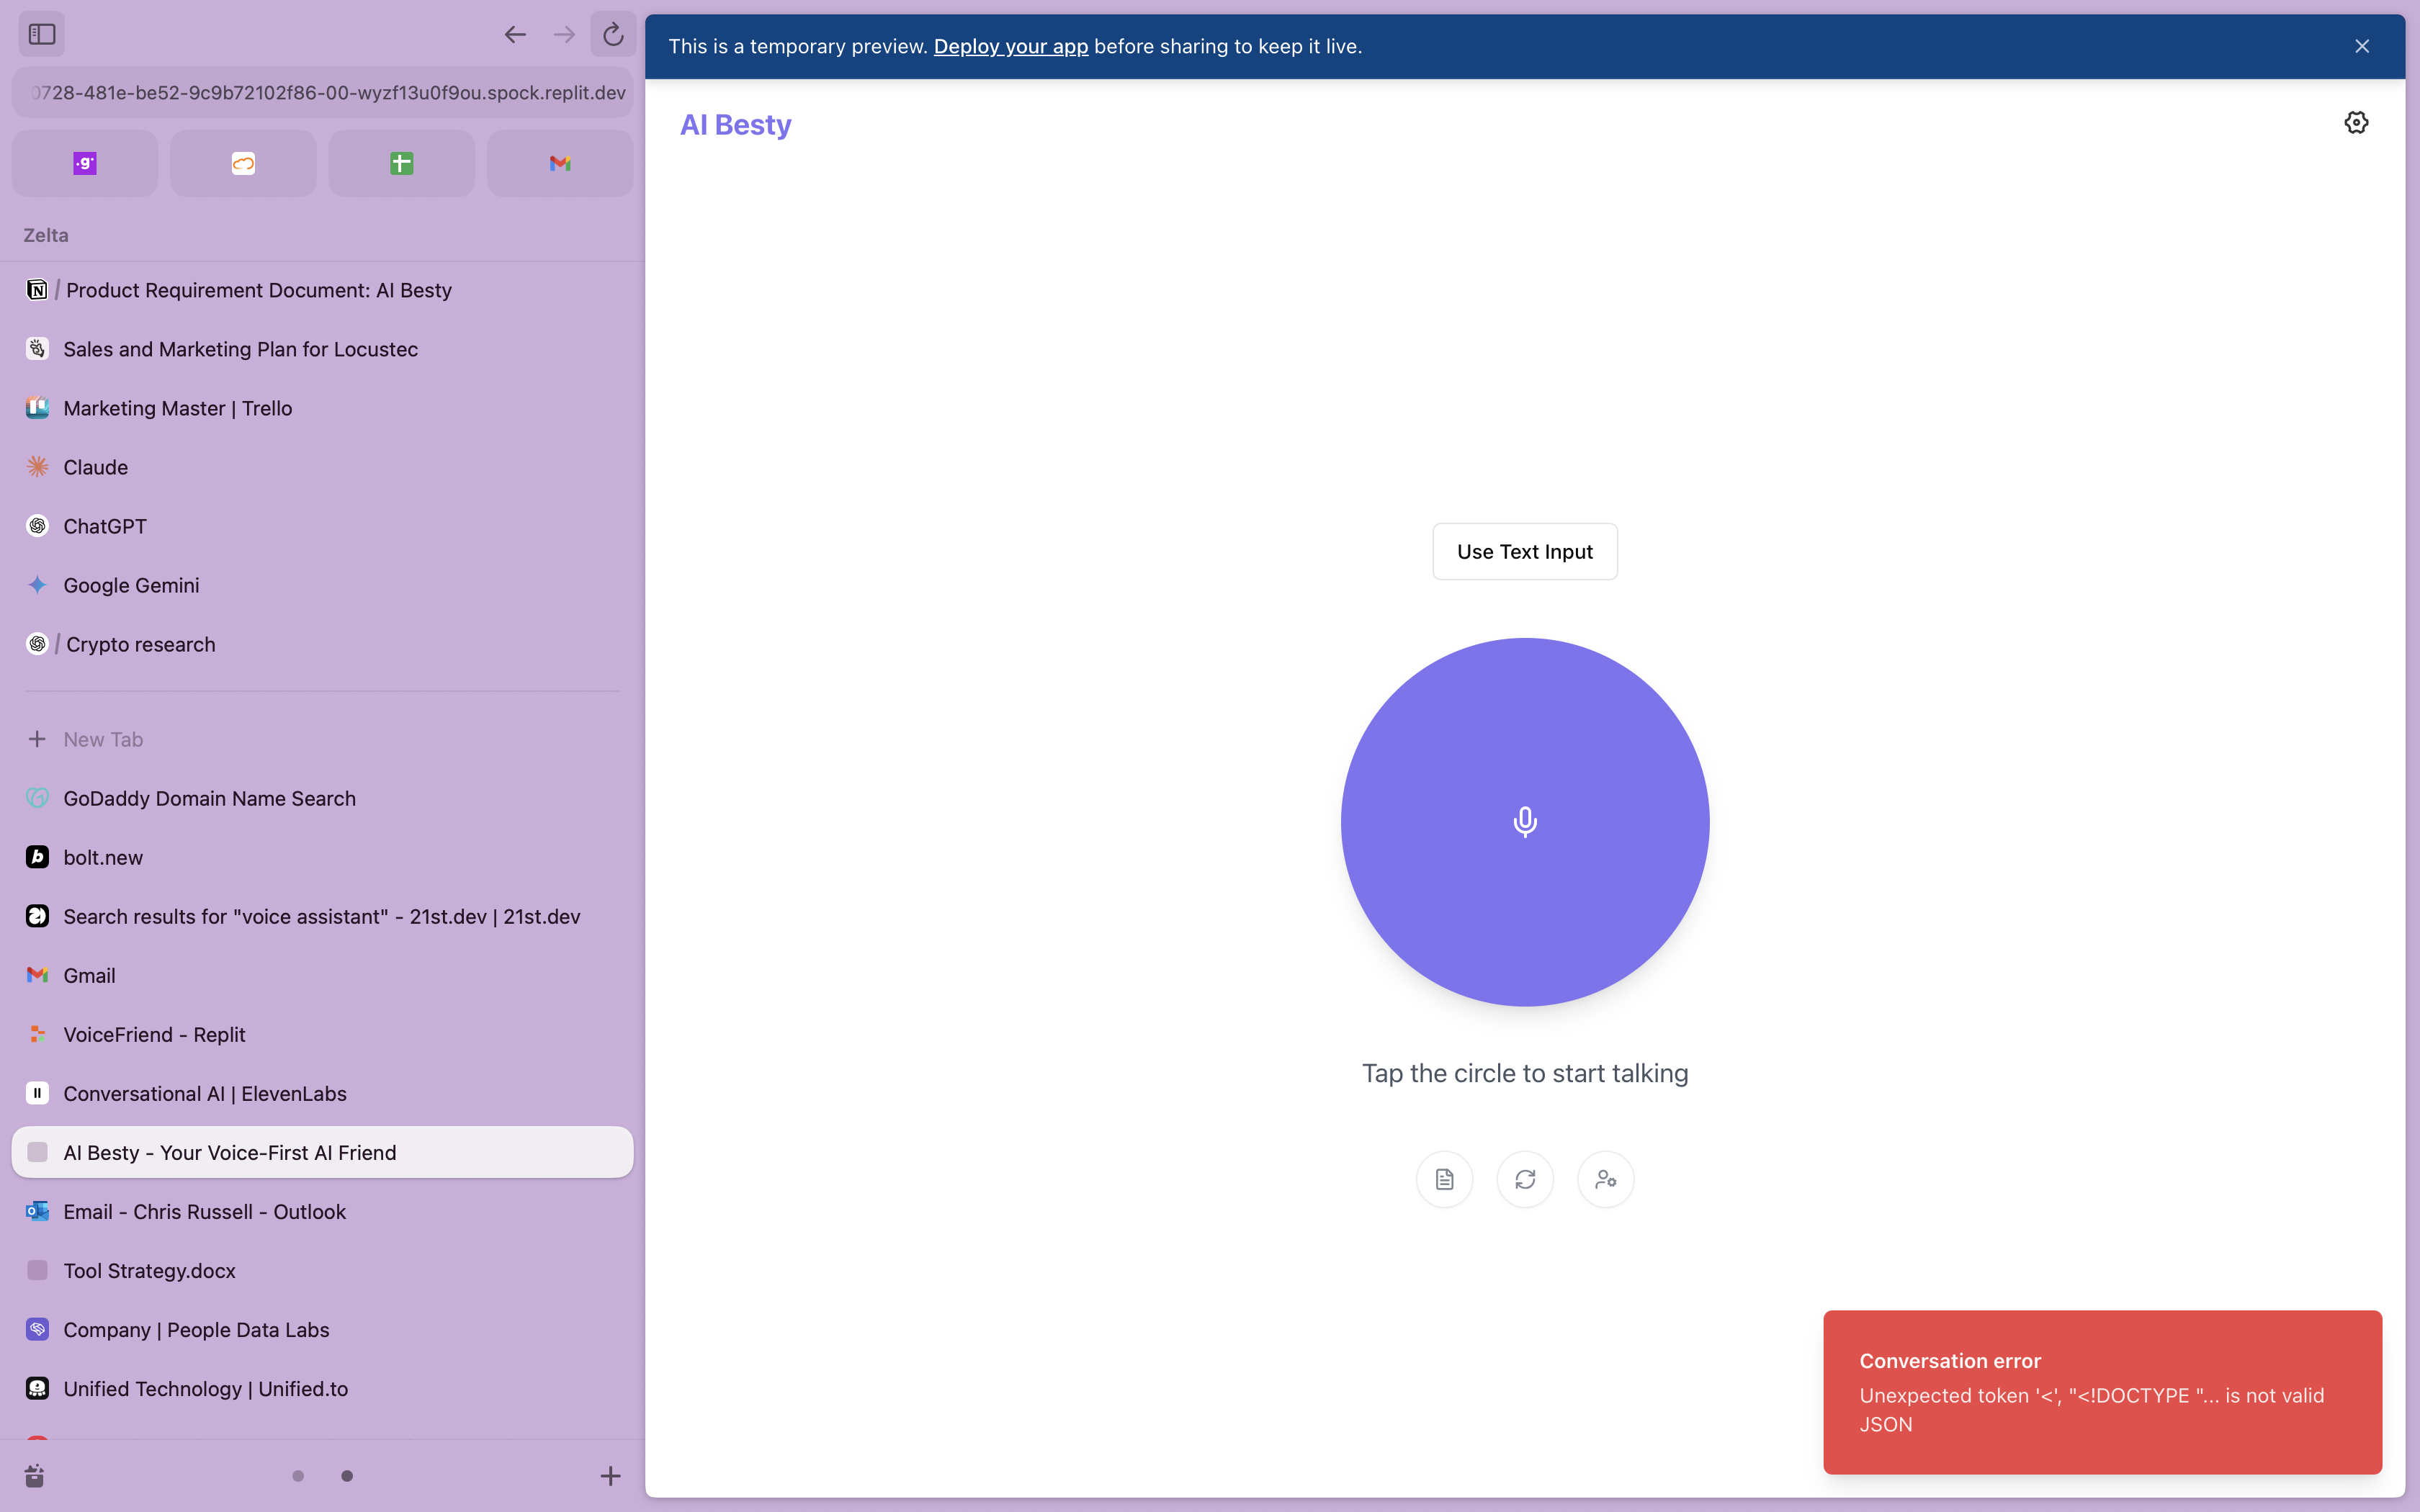 0728-481e-be52-9c9b72102f86-00-wyzf13u0f9ou.spock.replit.dev
Zelta
/ Product Requirement Document: AI Besty
Sales and Marketing Plan for Locustec
Marketing Master | Trello
Claude
ChatGPT
Google Gemini
/ Crypto research
New Tab
GoDaddy Domain Name Search
bolt.new
Search results for "voice assistant" - 21st.dev | 21st.dev
Gmail
VoiceFriend - Replit
Conversational AI | ElevenLabs
AI Besty - Your Voice-First AI Friend
Email - Chris Russell - Outlook
Tool Strategy.docx
Company | People Data Labs
Unified Technology | Unified.to
This is a temporary preview. Deploy your app before sharing to keep it live.
AI Besty
Use Text Input
Tap the circle to start talking
Conversation error
Unexpected token '<', "<!DOCTYPE "... is not valid
JSON